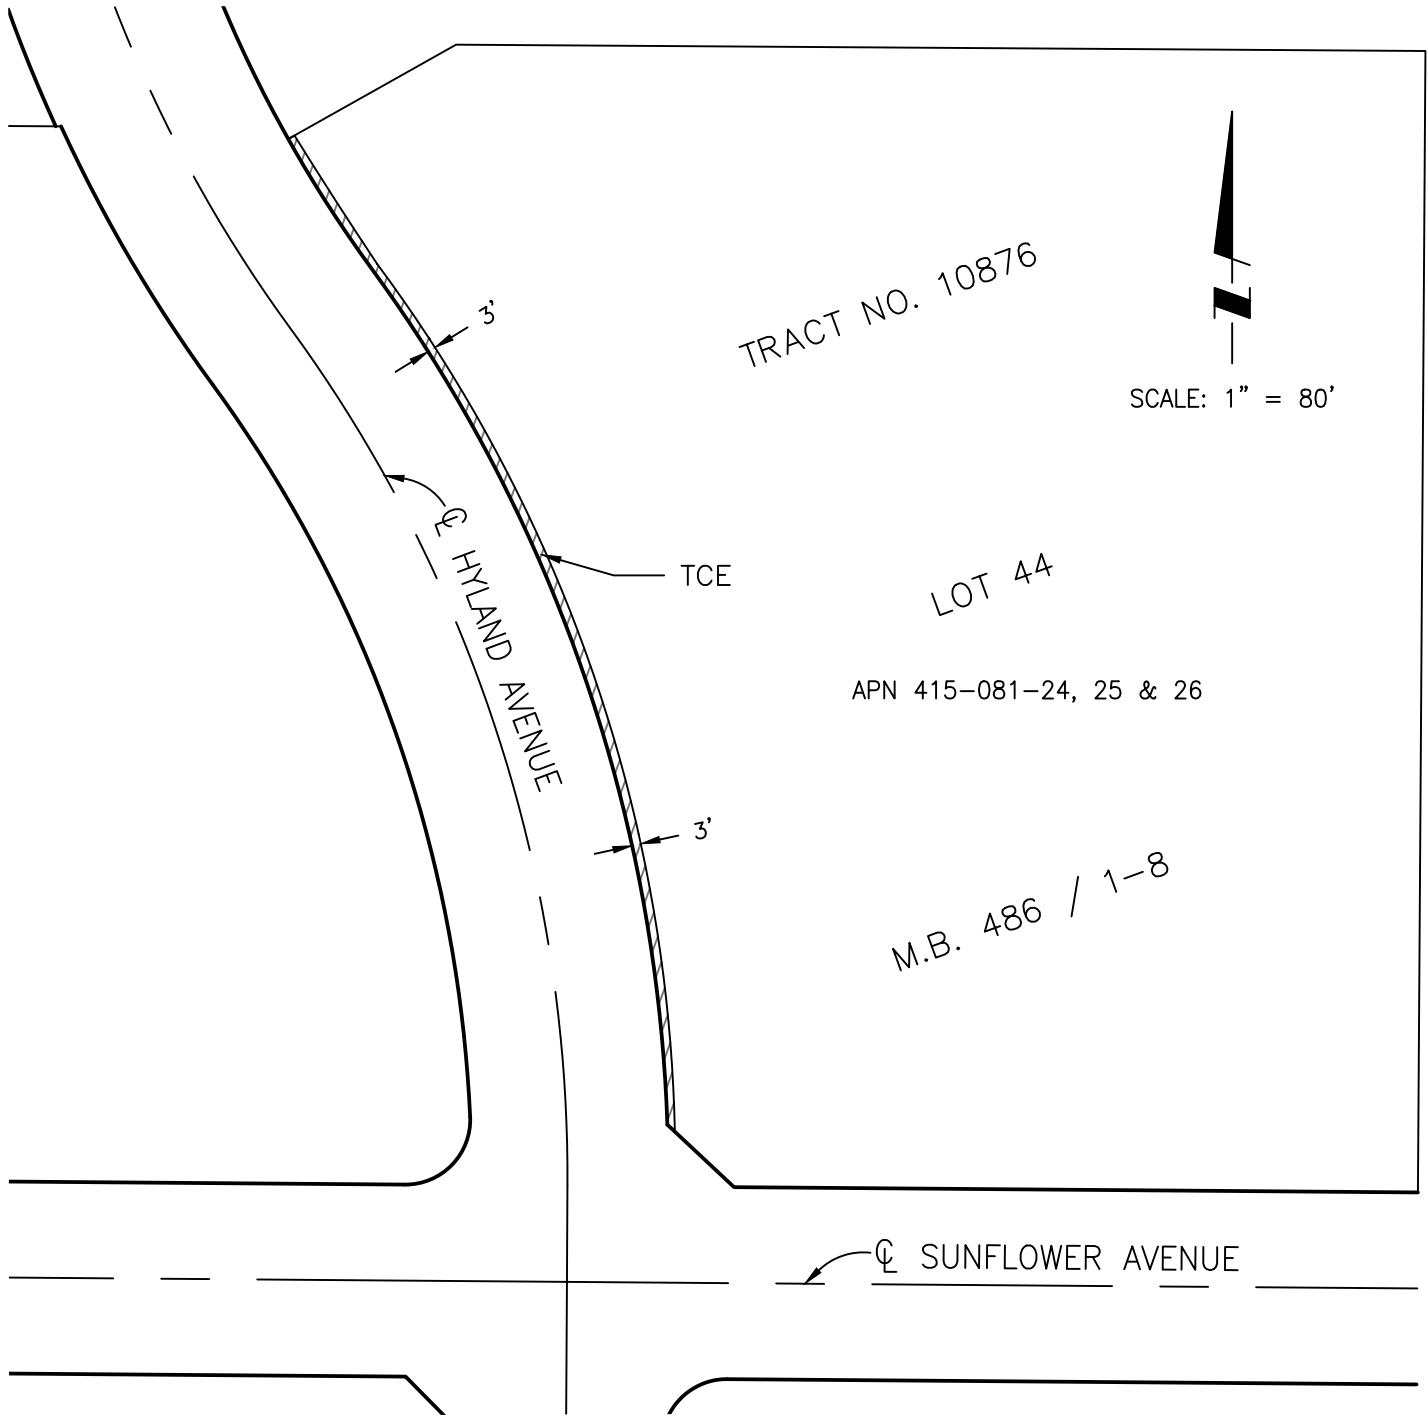 TRACT NO. 10876
3'
N
SCALE: 1" = 80'
℄ HYLAND AVENUE
TCE
LOT 44
APN 415-081-24, 25 & 26
3'
M.B. 486 / 1-8
℄ SUNFLOWER AVENUE